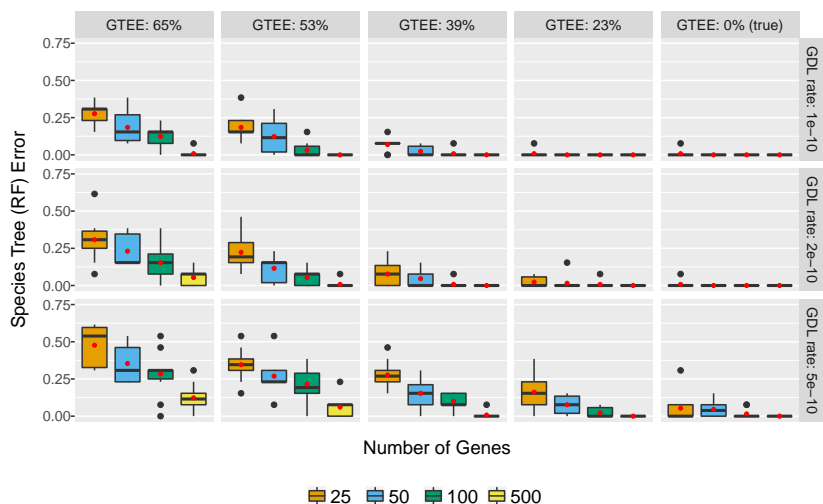 GTEE: 65% GTEE: 53% GTEE: 39% GTEE: 23% GTEE: 0% (true)
Species Tree (RF) Error
0.75
0.50
0.25
0.00
GDL rate: 1e−10
0.75
0.50
0.25
0.00
GDL rate: 2e−10
0.75
0.50
0.25
0.00
GDL rate: 5e−10
Number of Genes
25 50 100 500